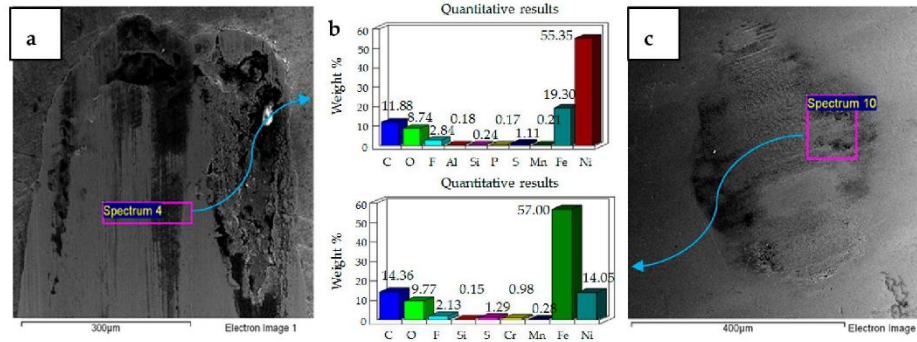 a
Spectrum 4
300μm
Electron Image 1
b
Quantitative results
Weight %
60
50
40
30
20
10
0
11.88
8.74
2.84
0.18
0.24
0.17
1.11
0.21
19.30
55.35
C O F Al Si P S Mn Fe Ni
Quantitative results
Weight %
60
50
40
30
20
10
0
14.36
9.77
2.13
0.15
1.29
0.98
0.28
57.00
14.05
C O F Si S Cr Mn Fe Ni
c
Spectrum 10
400μm
Electron Image